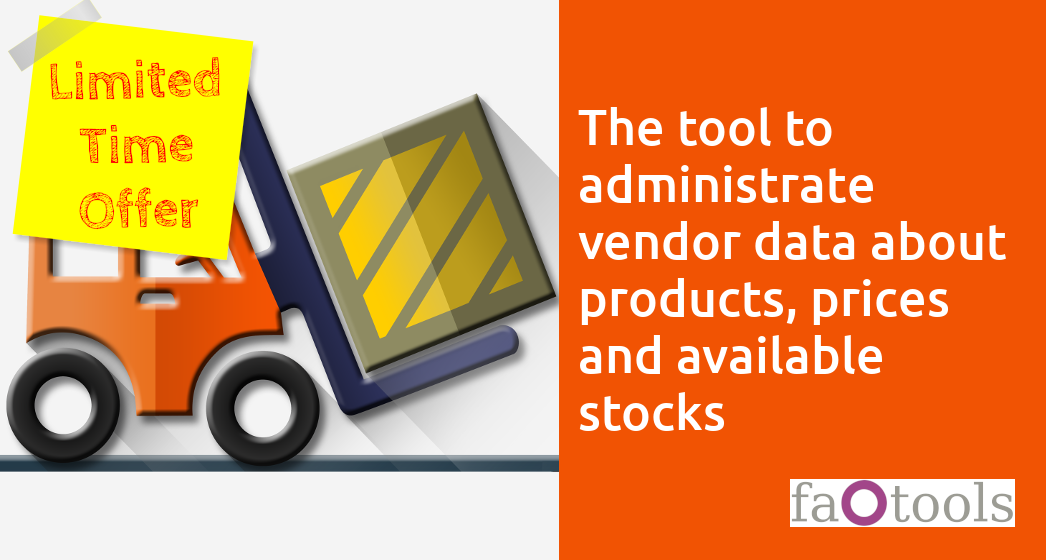 Limited
Time
Offer
The tool to
administrate
vendor data about
products, prices
and available
stocks
faOtools